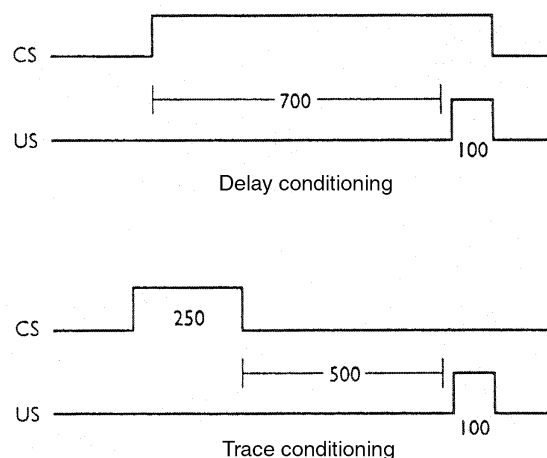 CS
700
US
100
Delay conditioning
CS
250
500
US
100
Trace conditioning